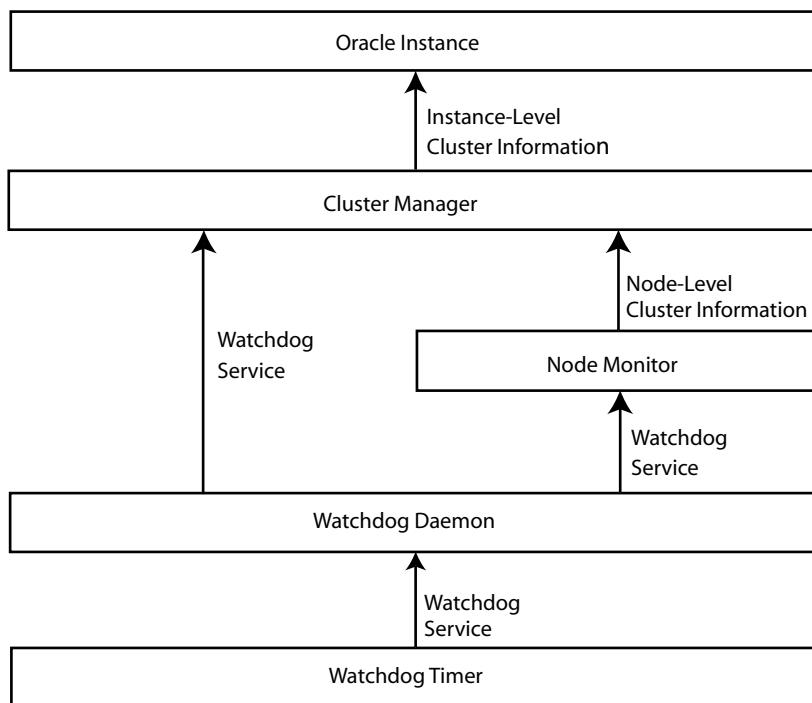 Oracle Instance
Instance-Level
Cluster Information
Cluster Manager
Node-Level
Cluster Information
Watchdog
Service
Node Monitor
Watchdog
Service
Watchdog Daemon
Watchdog
Service
Watchdog Timer